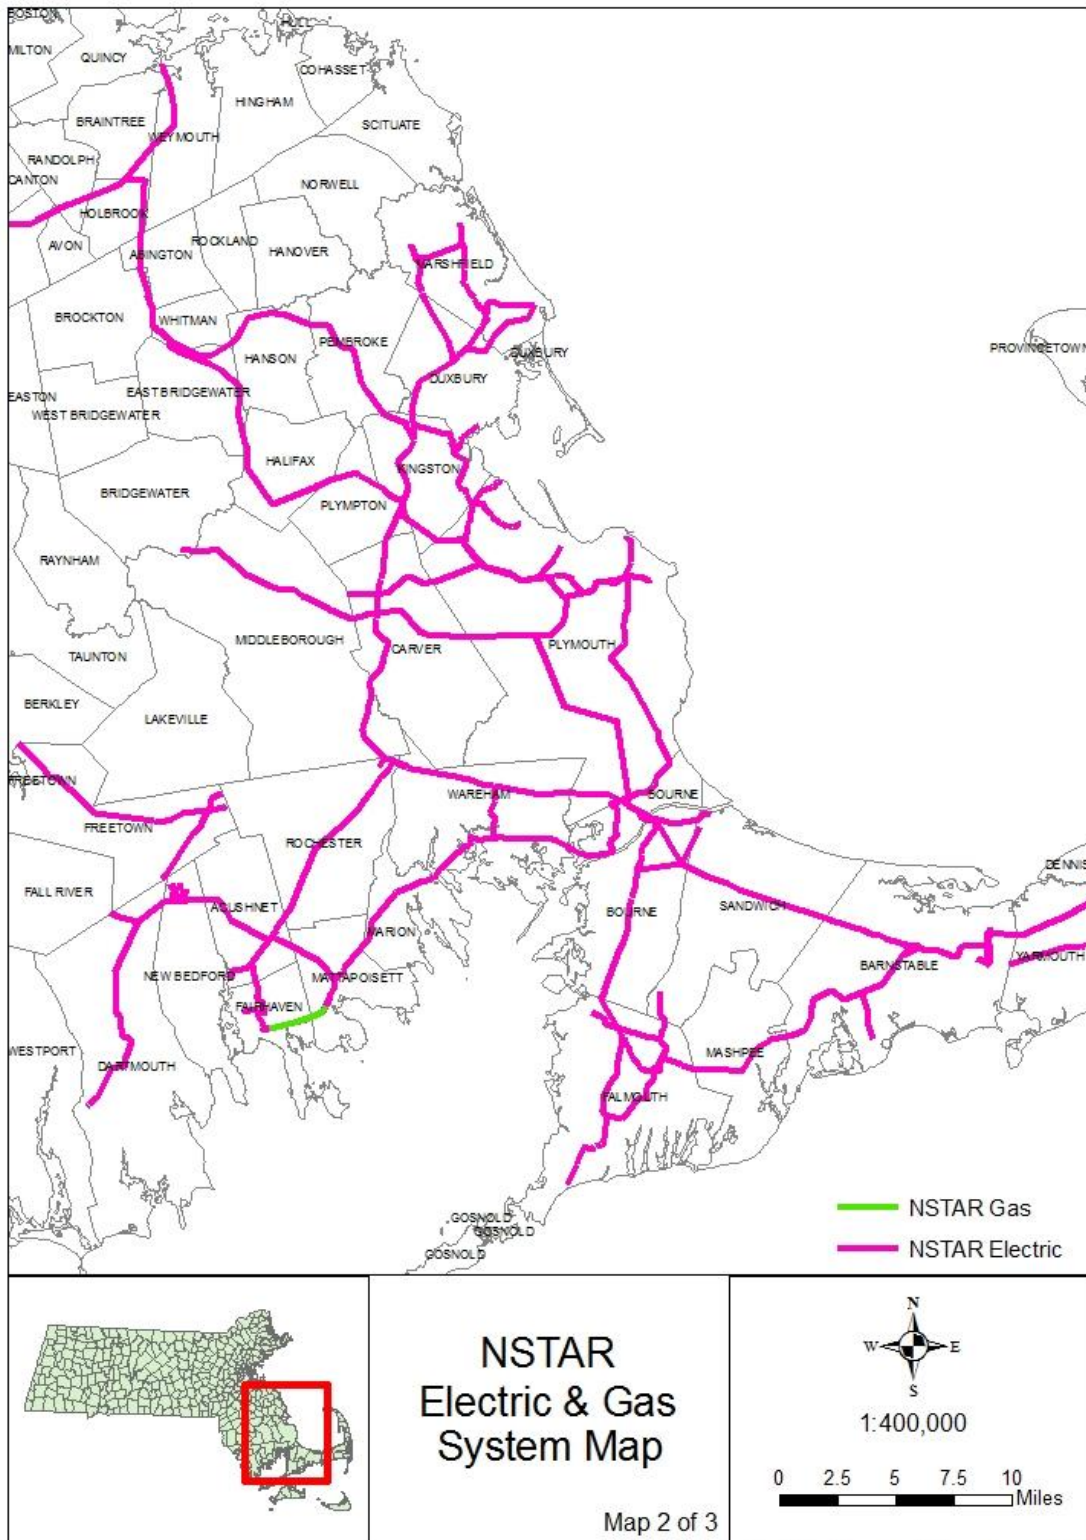 BOSTON
HULL
MILTON
QUINCY
COHASSET
HINGHAM
BRAINTREE
SCITUATE
WEYMOUTH
RANDOLPH
CANTON
NORWELL
HOLBROOK
AVON
ABINGTON
ROCKLAND
HANOVER
MARSHFIELD
BROCKTON
WHITMAN
PEMBROKE
HANSON
DUXBURY
PROVINCETOWN
DUXBURY
EASTON
EAST BRIDGEWATER
WEST BRIDGEWATER
HALIFAX
KINGSTON
BRIDGEWATER
PLYMPTON
RAYNHAM
MIDDLEBOROUGH
CARVER
PLYMOUTH
TAUNTON
BERKLEY
LAKEVILLE
FREETOWN
WAREHAM
BOURNE
FREETOWN
ROCHESTER
FALL RIVER
DENNIS
ACUSHNET
BOURNE
SANDWICH
MARION
NEW BEDFORD
MATTAPOISETT
BARNSTABLE
YARMOUTH
FAIRHAVEN
WESTPORT
DARTMOUTH
MASHPEE
FALMOUTH
GOSNOLD
GOSNOLD
GOSNOLD
NSTAR Gas
NSTAR Electric
NSTAR
Electric & Gas
System Map
Map 2 of 3
N
W E
S
1:400,000
0 2.5 5 7.5 10
Miles